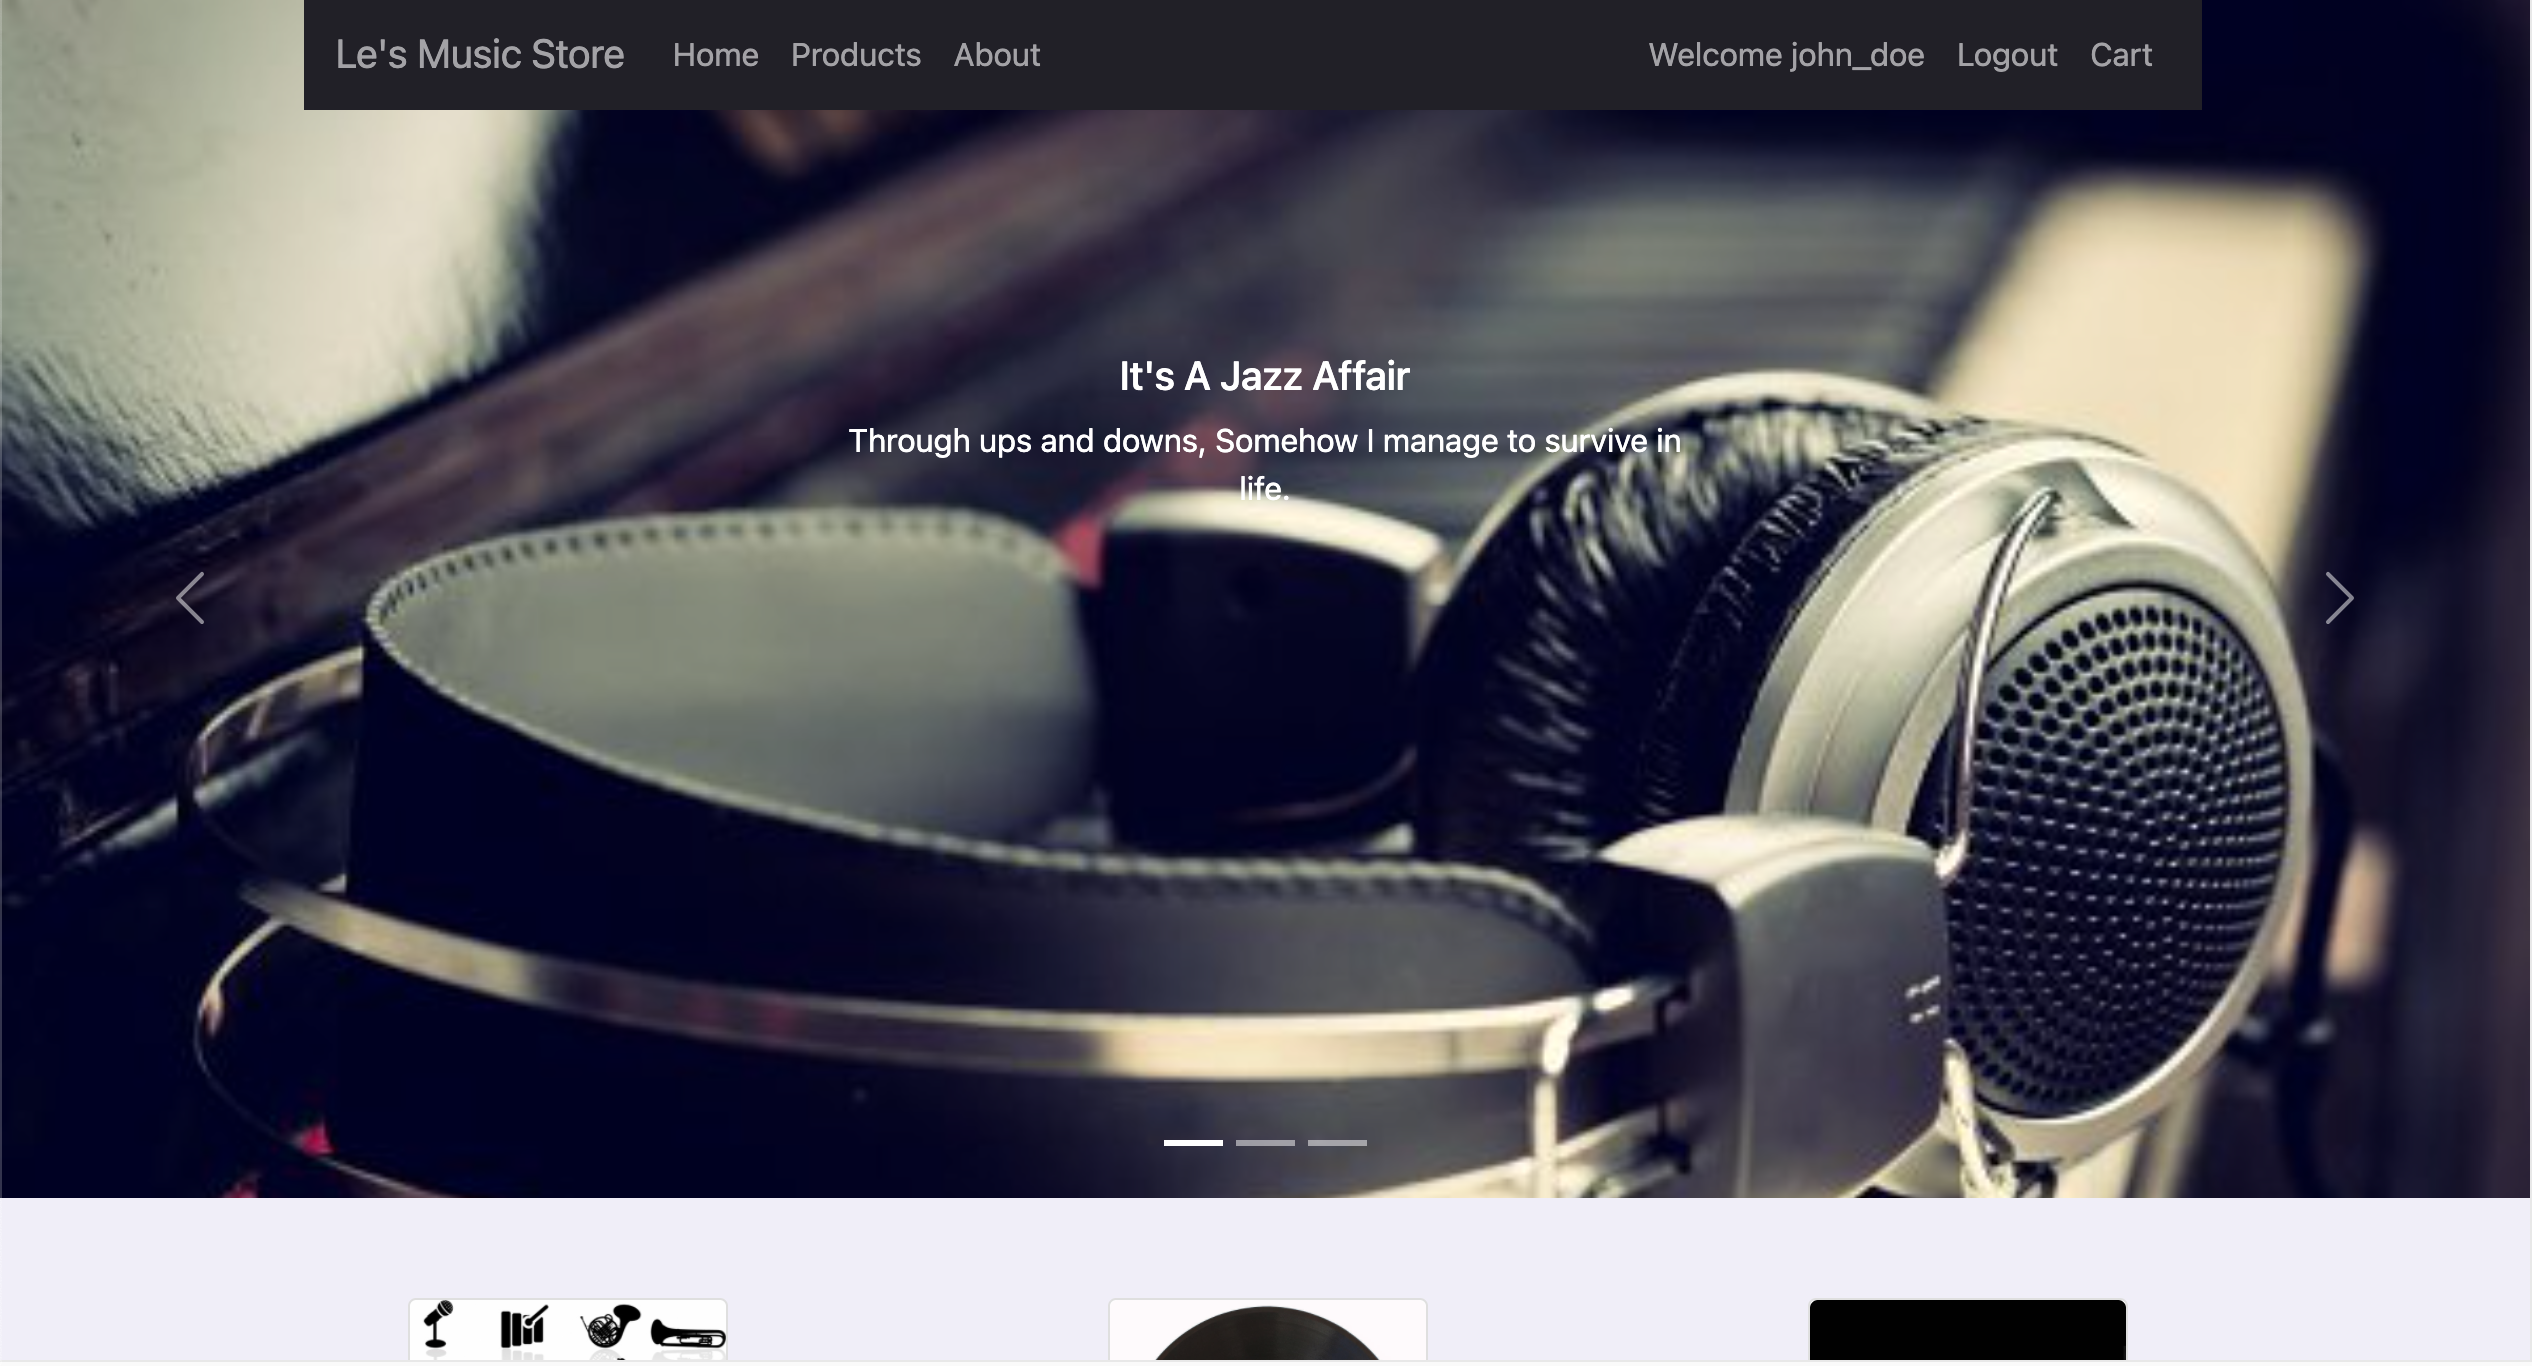 Le's Music Store Home Products About Welcome john_doe Logout Cart
It's A Jazz Affair
Through ups and downs, Somehow I manage to survive in
life.